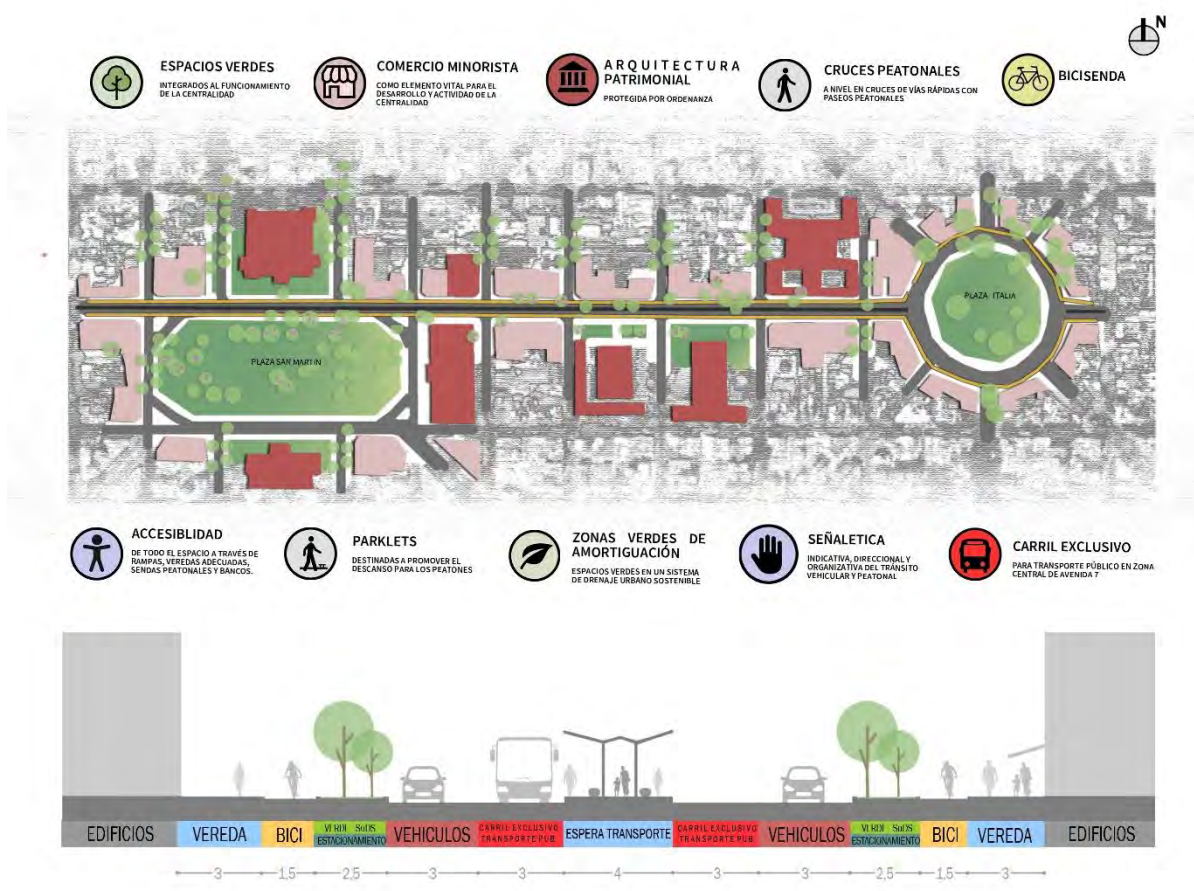 N
ESPACIOS VERDES
INTEGRADOS AL FUNCIONAMIENTO
DE LA CENTRALIDAD
COMERCIO MINORISTA
COMO ELEMENTO VITAL PARA EL
DESARROLLO Y ACTIVIDAD DE LA
CENTRALIDAD
ARQUITECTURA
PATRIMONIAL
PROTEGIDA POR ORDENANZA
CRUCES PEATONALES
A NIVEL EN CRUCES DE VÍAS RÁPIDAS CON
PASEOS PEATONALES
BICISENDA
PLAZA ITALIA
PLAZA SAN MARTIN
ACCESIBLIDAD
DE TODO EL ESPACIO A TRAVÉS DE
RAMPAS, VEREDAS ADECUADAS,
SENDAS PEATONALES Y BANCOS.
PARKLETS
DESTINADAS A PROMOVER EL
DESCANSO PARA LOS PEATONES
ZONAS VERDES DE
AMORTIGUACIÓN
ESPACIOS VERDES EN UN SISTEMA
DE DRENAJE URBANO SOSTENIBLE
SEÑALETICA
INDICATIVA, DIRECCIONAL Y
ORGANIZATIVA DEL TRÁNSITO
VEHICULAR Y PEATONAL
CARRIL EXCLUSIVO
PARA TRANSPORTE PÚBLICO EN ZONA
CENTRAL DE AVENIDA 7
EDIFICIOS
VEREDA
BICI
SuDS
ESTACIONAMIENTO
VEHICULOS
CARRIL EXCLUSIVO
TRANSPORTE PUB
ESPERA TRANSPORTE
CARRIL EXCLUSIVO
TRANSPORTE PUB
VEHICULOS
SuDS
ESTACIONAMIENTO
BICI
VEREDA
EDIFICIOS
3 1,5 2,5 3 3 4 3 3 2,5 1,5 3